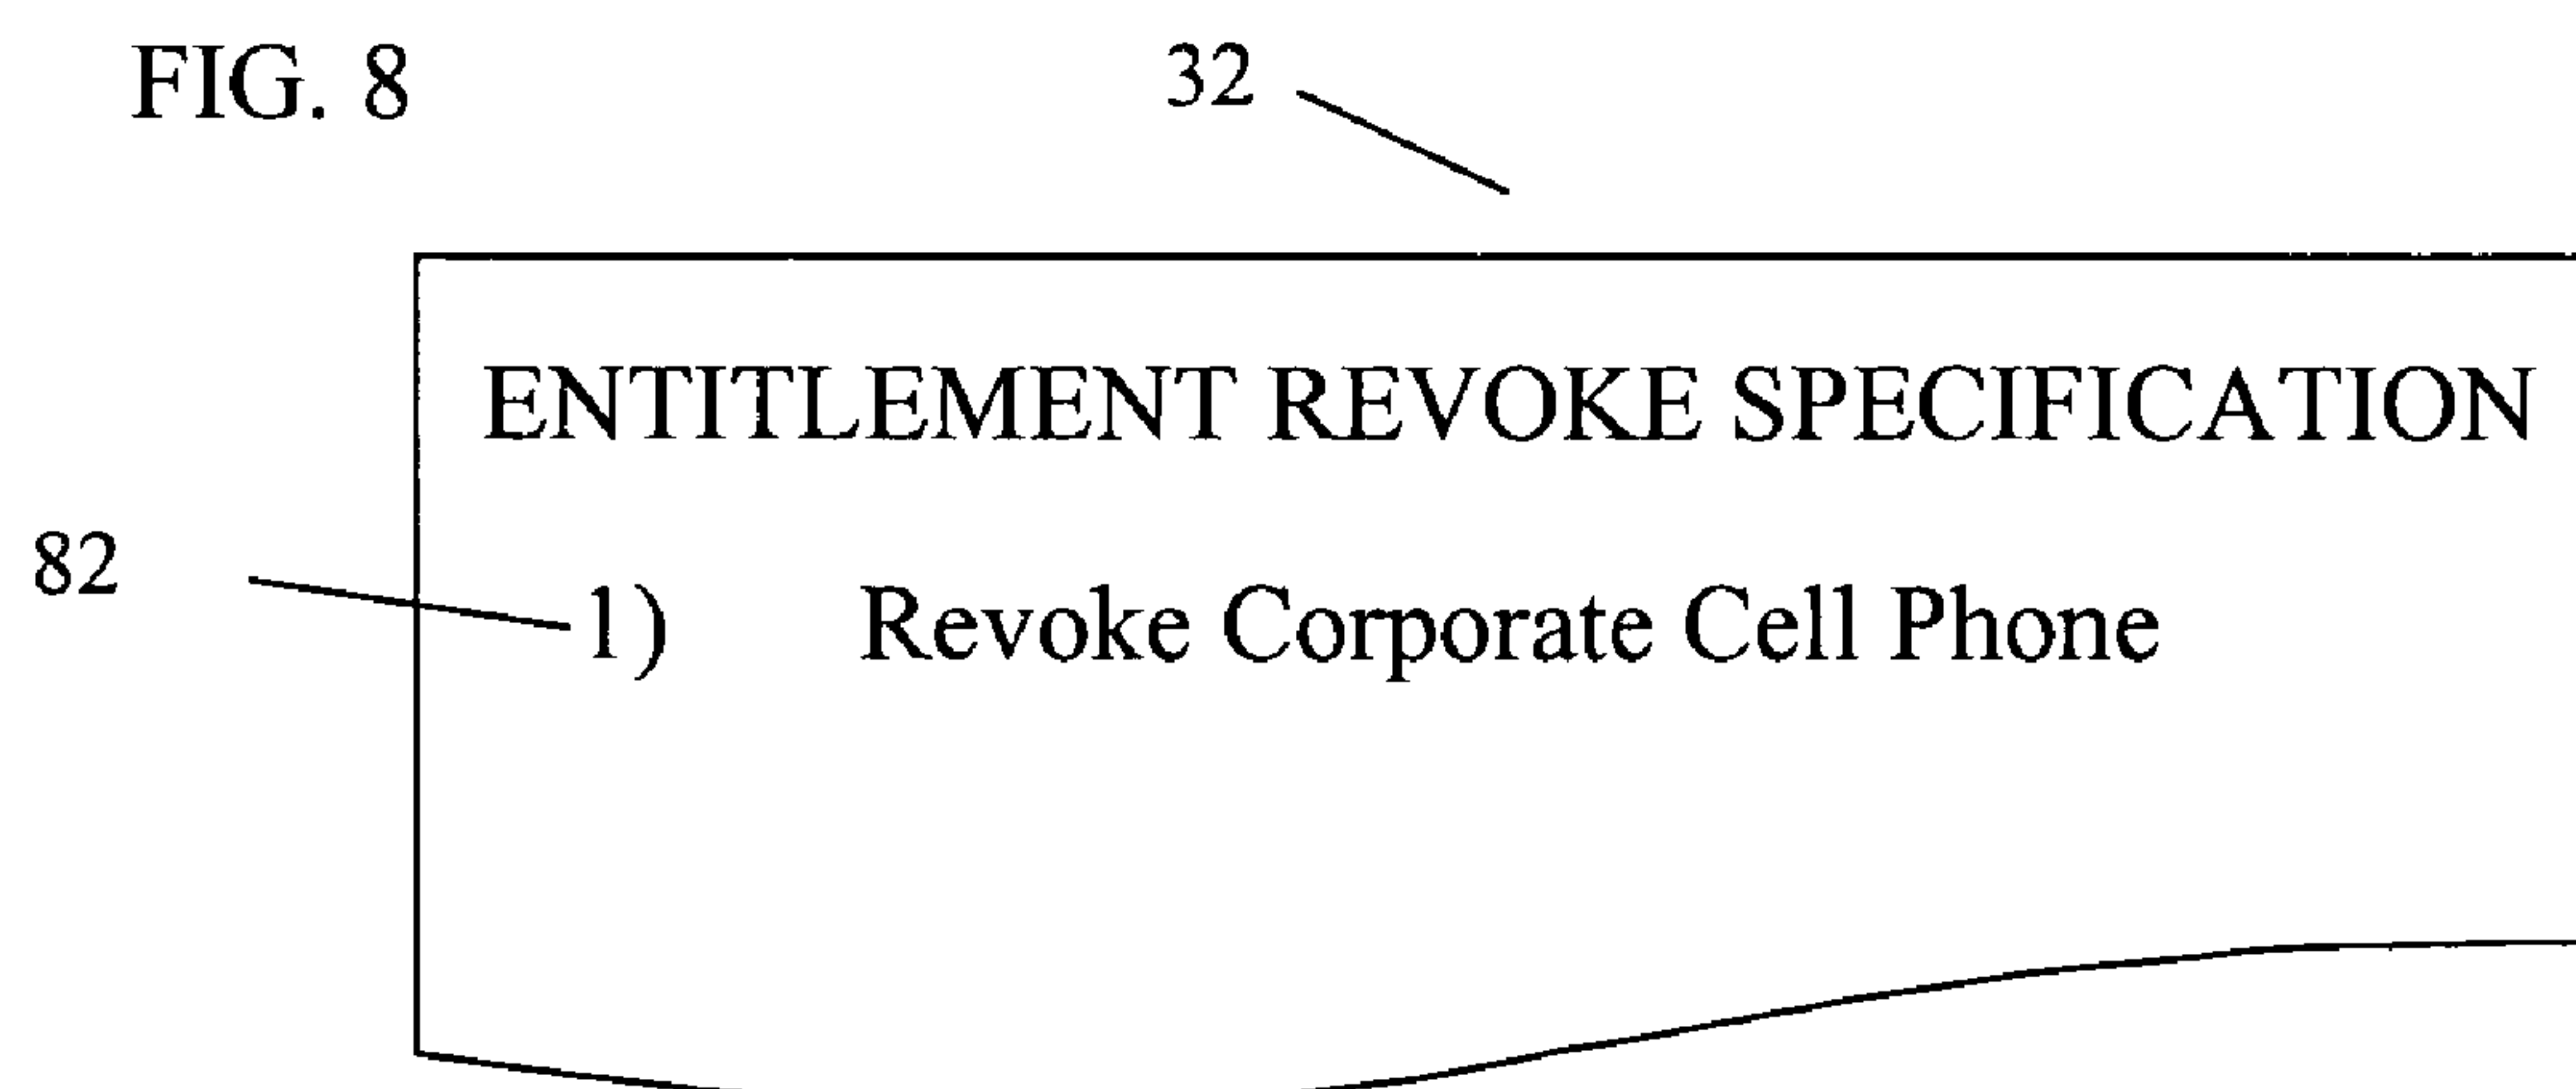 FIG. 8
32
ENTITLEMENT REVOKE SPECIFICATION
82
1) Revoke Corporate Cell Phone